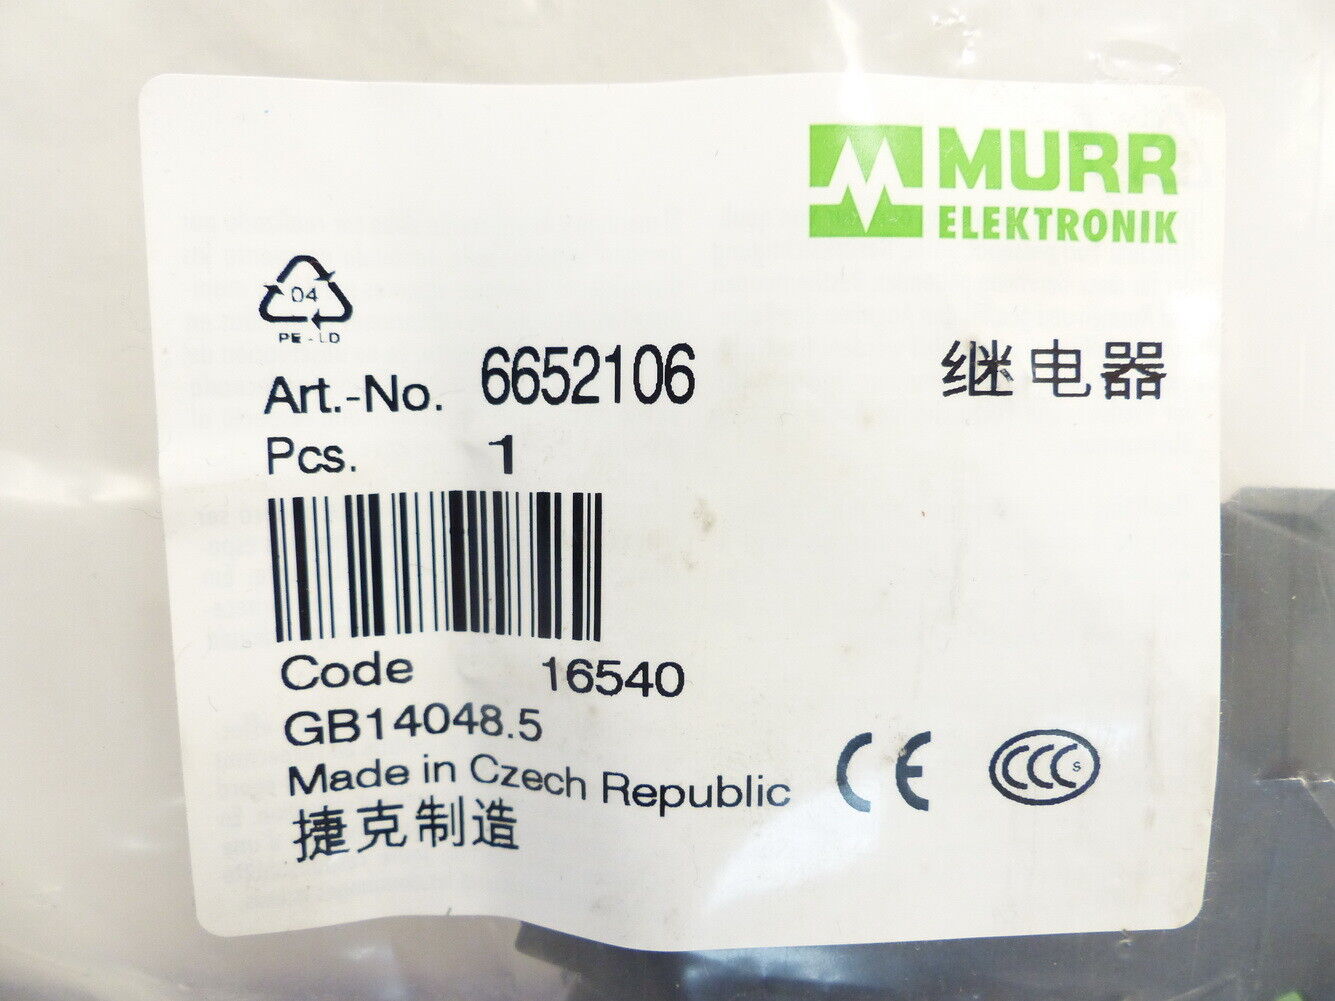 MURR
ELEKTRONIK
04
PE-LD
Art.-No. 6652106
继电器
Pcs. 1
Code 16540
GB14048.5
Made in Czech Republic
捷克制造
CE
CCC S